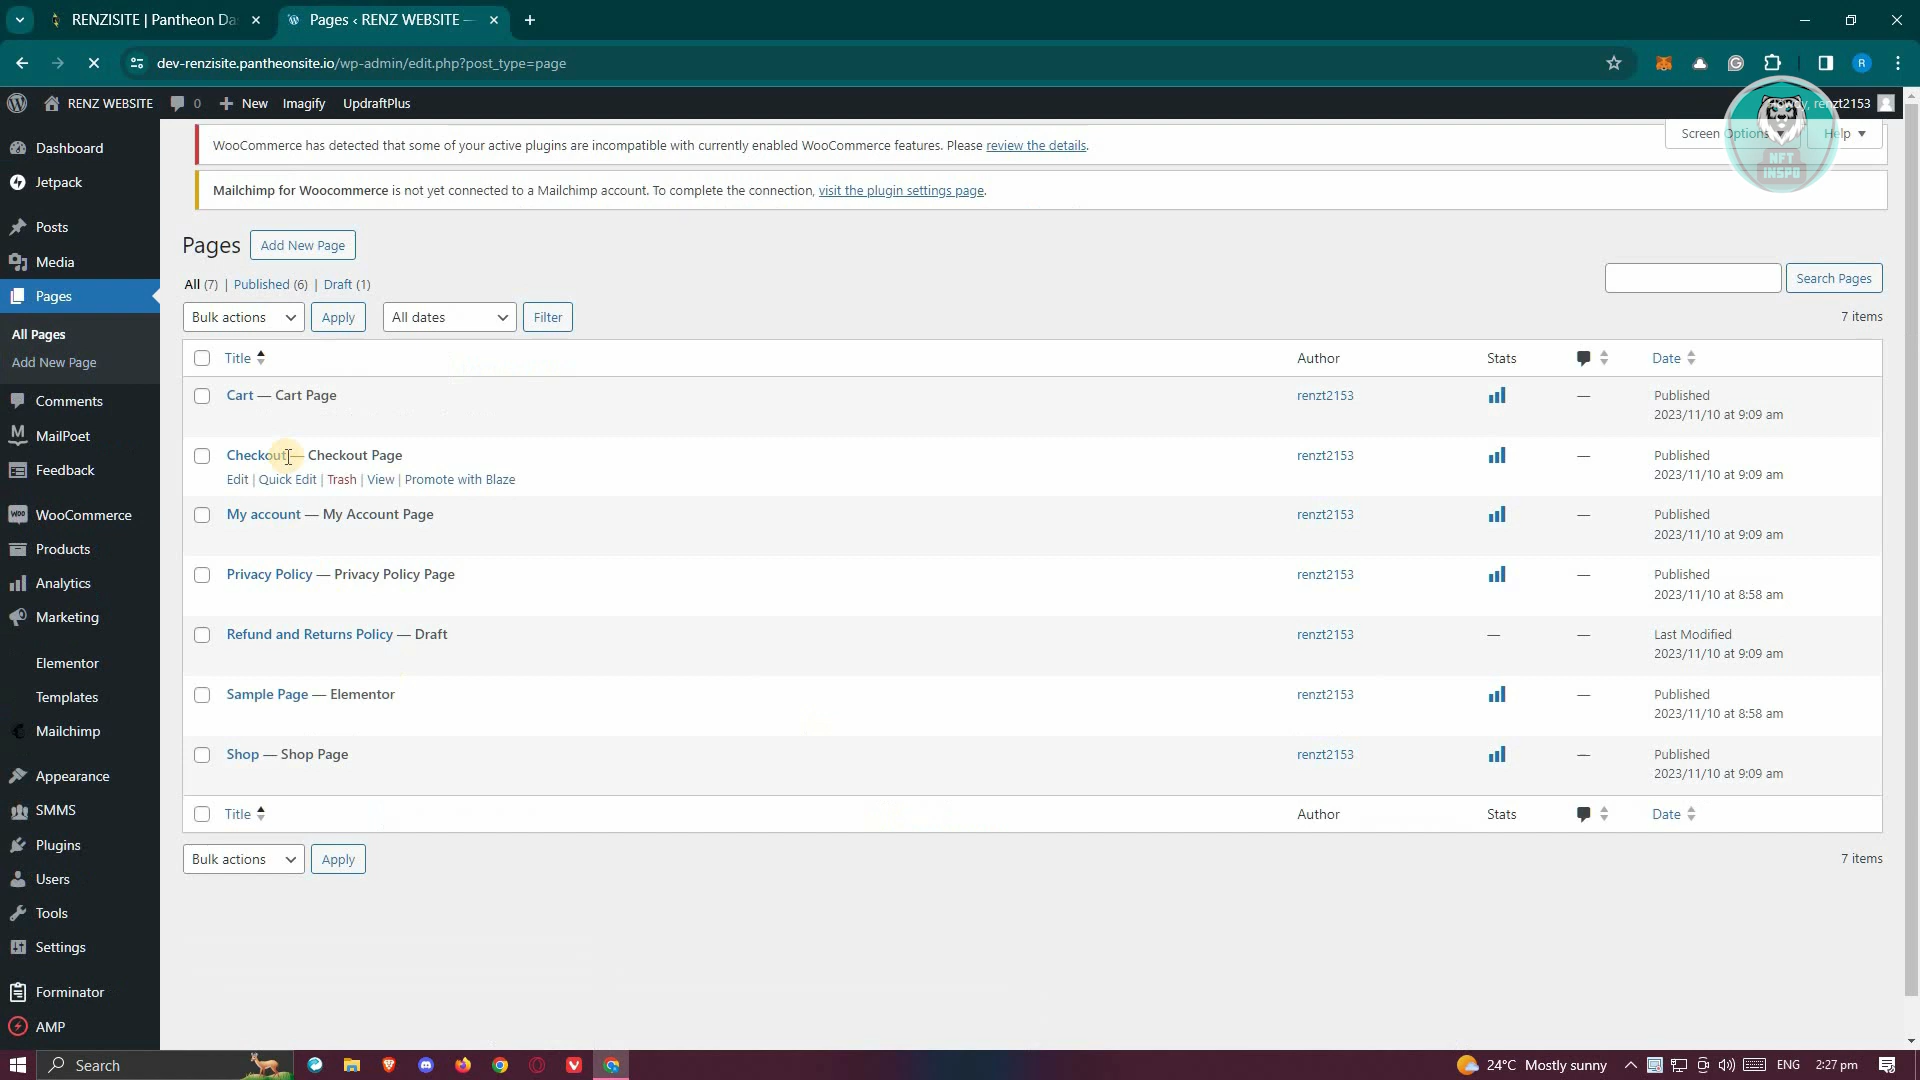 RENZISITE | Pantheon Da
Pages ‹ RENZ WEBSITE —
dev-renzisite.pantheonsite.io/wp-admin/edit.php?post_type=page
R
RENZ WEBSITE
0
New
Imagify
UpdraftPlus
renzt2153
Screen Options
Help
NFT
INSPO
Dashboard
Jetpack
Posts
Media
Pages
All Pages
Add New Page
Comments
MailPoet
Feedback
WooCommerce
Products
Analytics
Marketing
Elementor
Templates
Mailchimp
Appearance
SMMS
Plugins
Users
Tools
Settings
Forminator
AMP
WooCommerce has detected that some of your active plugins are incompatible with currently enabled WooCommerce features. Please review the details.
Mailchimp for Woocommerce is not yet connected to a Mailchimp account. To complete the connection, visit the plugin settings page.
Pages
Add New Page
All (7) | Published (6) | Draft (1)
Search Pages
Bulk actions
Apply
All dates
Filter
7 items
Title Author Stats Date
Cart — Cart Page renzt2153 — Published
2023/11/10 at 9:09 am
Checkout — Checkout Page renzt2153 — Published
Edit | Quick Edit | Trash | View | Promote with Blaze 2023/11/10 at 9:09 am
My account — My Account Page renzt2153 — Published
2023/11/10 at 9:09 am
Privacy Policy — Privacy Policy Page renzt2153 — Published
2023/11/10 at 8:58 am
Refund and Returns Policy — Draft renzt2153 — — Last Modified
2023/11/10 at 9:09 am
Sample Page — Elementor renzt2153 — Published
2023/11/10 at 8:58 am
Shop — Shop Page renzt2153 — Published
2023/11/10 at 9:09 am
Title Author Stats Date
Bulk actions
Apply
7 items
Search
24°C Mostly sunny
ENG
2:27 pm